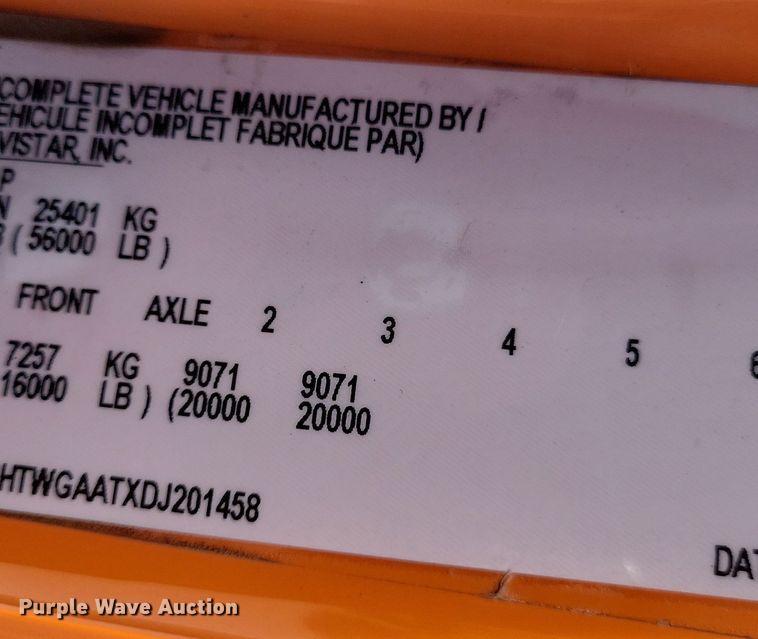 COMPLETE VEHICLE MANUFACTURED BY /
EHICULE INCOMPLET FABRIQUE PAR)
VISTAR, INC.
P
N 25401 KG
B ( 56000 LB )
FRONT AXLE 2 3 4 5 6
7257 KG 9071 9071
16000 LB ) (20000 20000
HTWGAATXDJ201458
DAT
Purple Wave Auction